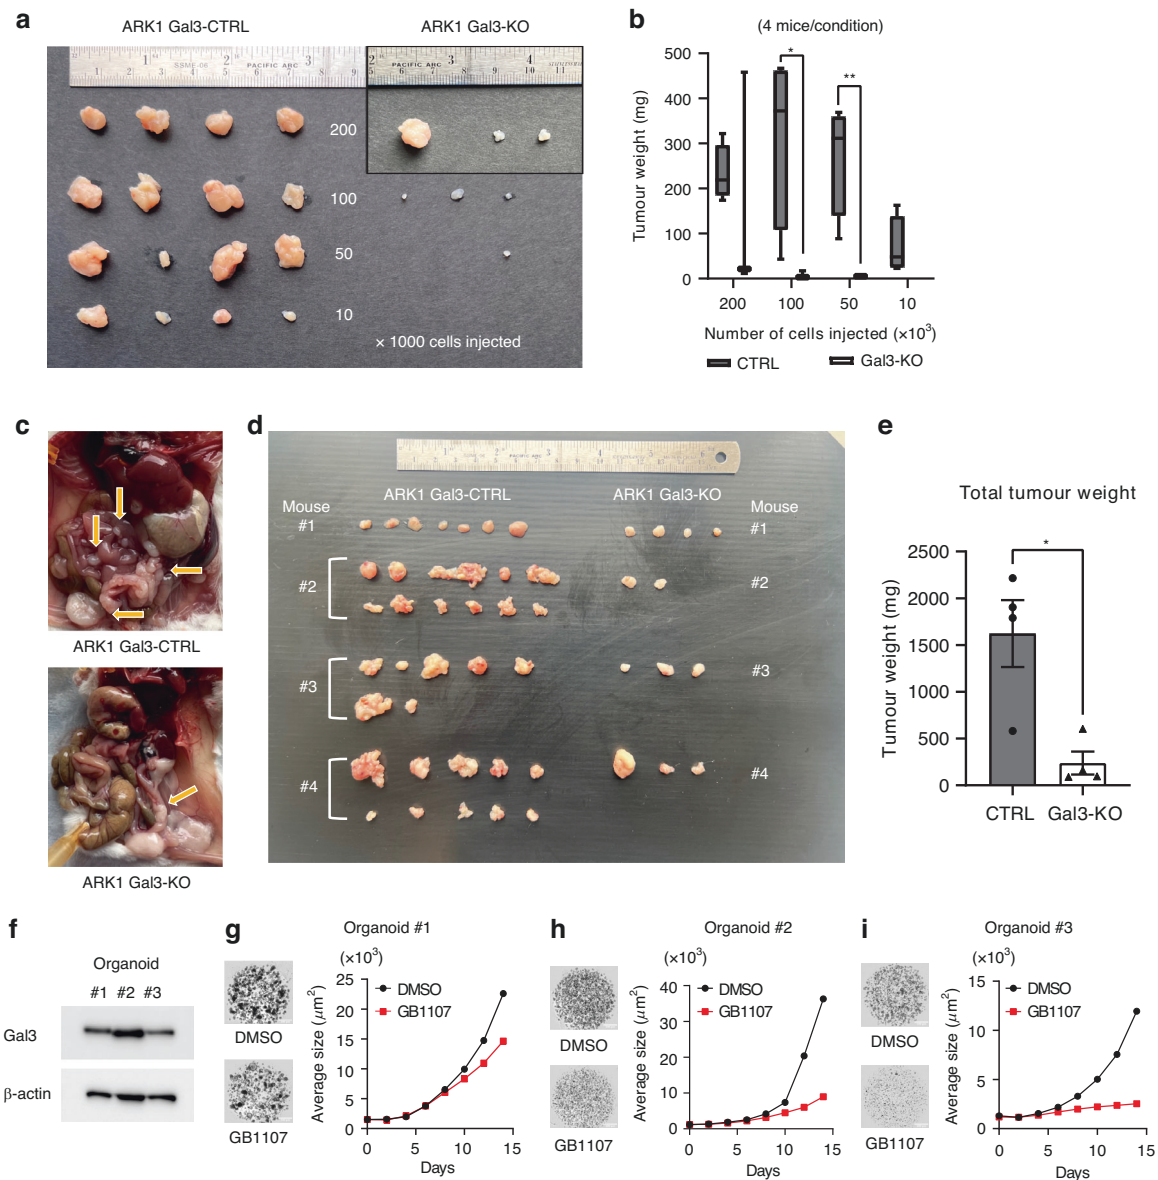 a
ARK1 Gal3-CTRL
ARK1 Gal3-KO
SSME-06
PACIFIC ARC
PACIFIC ARC
200
100
50
10
× 1000 cells injected
b
(4 mice/condition)
Tumour weight (mg)
500
400
300
200
100
0
*
**
200 100 50 10
Number of cells injected (×10³)
CTRL
Gal3-KO
c
ARK1 Gal3-CTRL
ARK1 Gal3-KO
d
ARK1 Gal3-CTRL
ARK1 Gal3-KO
Mouse
#1
#2
#3
#4
Mouse
#1
#2
#3
#4
e
Total tumour weight
*
Tumour weight (mg)
2500
2000
1500
1000
500
0
CTRL Gal3-KO
f
Organoid
#1 #2 #3
Gal3
β-actin
g
Organoid #1
(×10³)
DMSO
GB1107
Average size (μm²)
25
20
15
10
5
0
DMSO
GB1107
0 5 10 15
Days
h
Organoid #2
(×10³)
DMSO
GB1107
Average size (μm²)
40
30
20
10
0
DMSO
GB1107
0 5 10 15
Days
i
Organoid #3
(×10³)
DMSO
GB1107
Average size (μm²)
15
10
5
0
DMSO
GB1107
0 5 10 15
Days